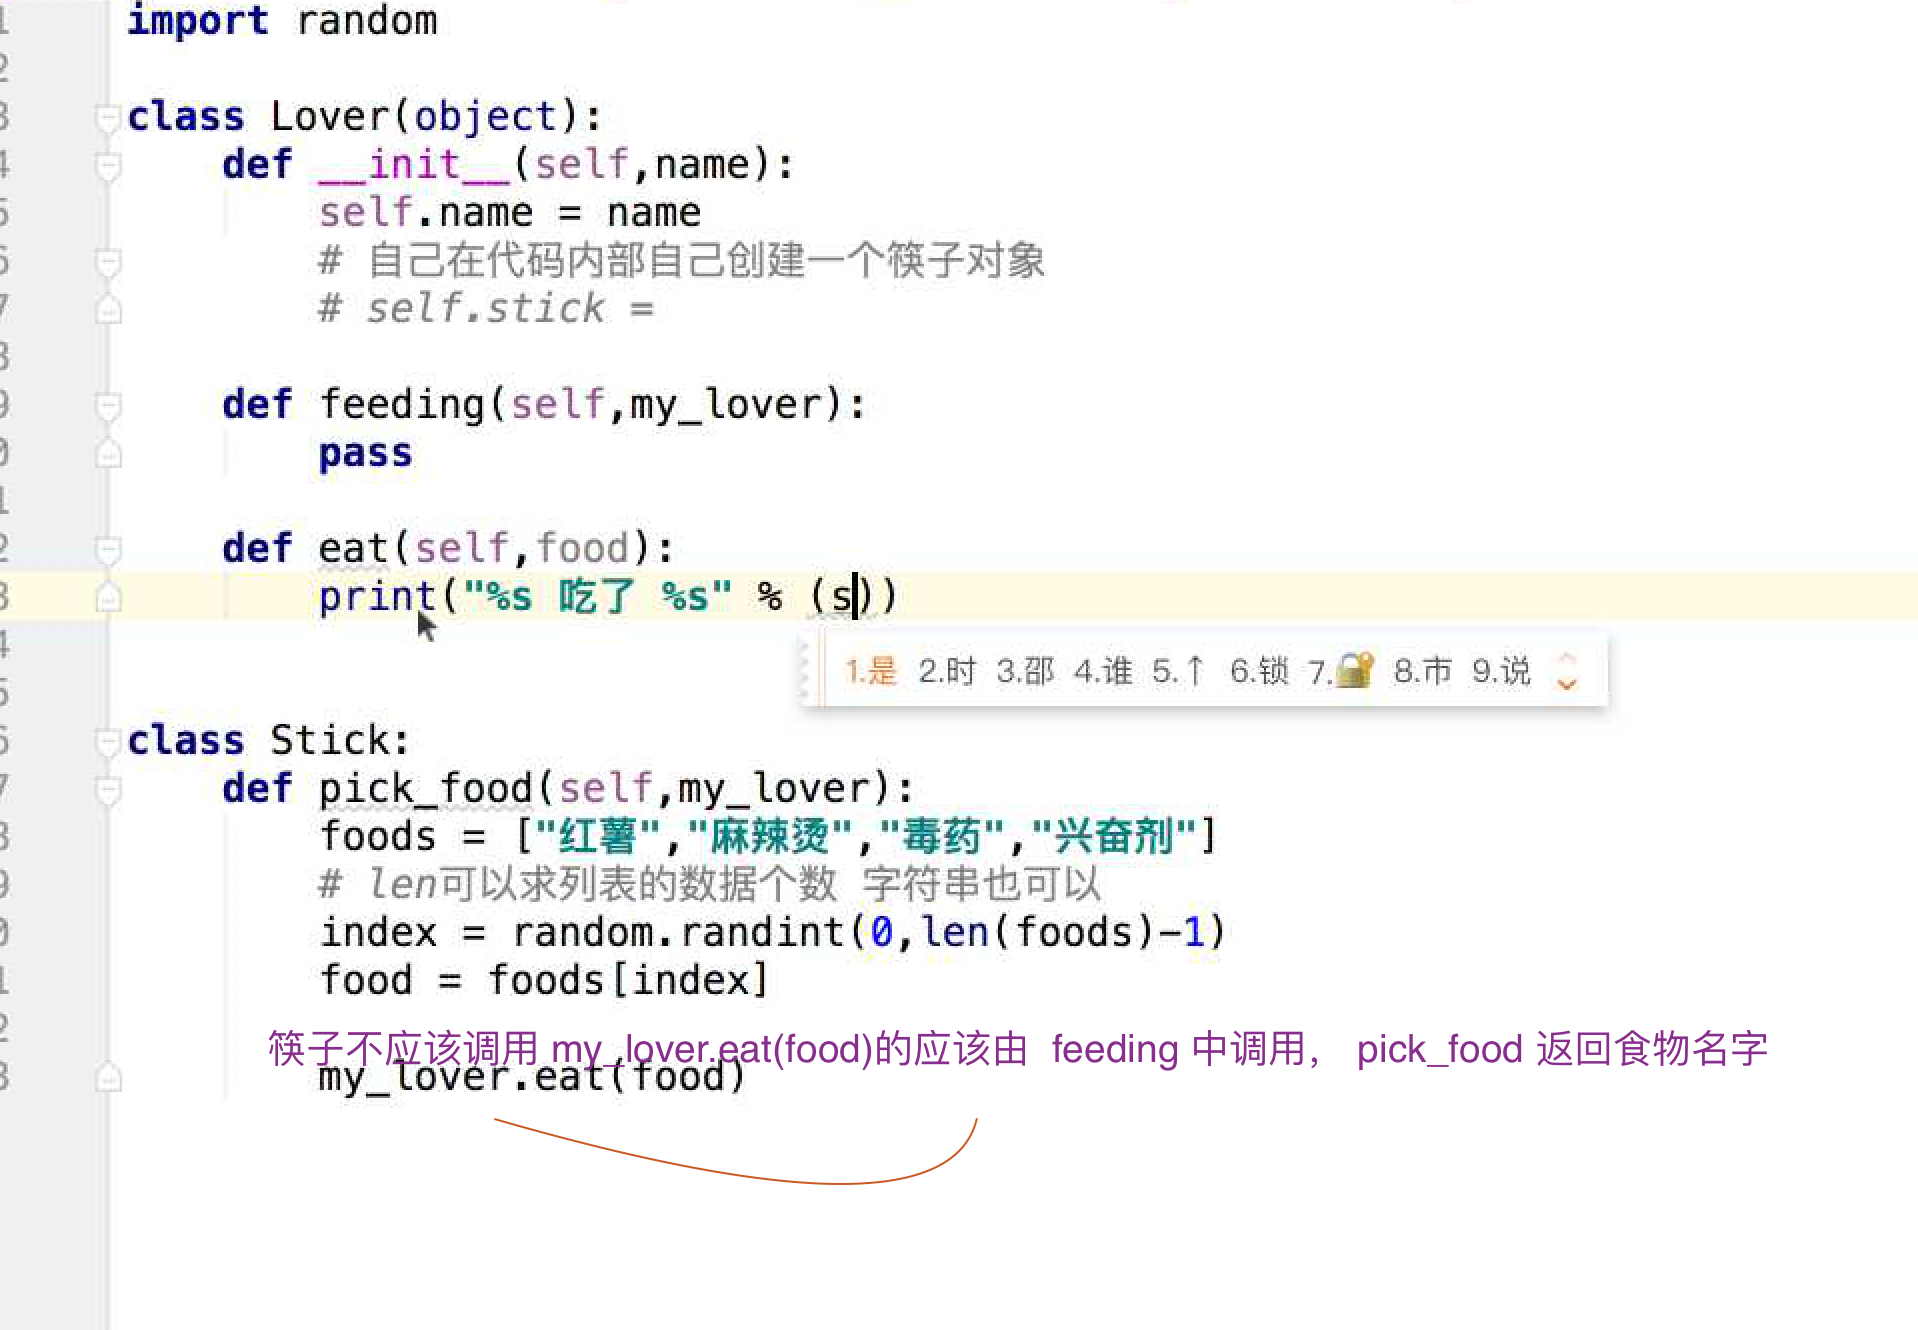 import random
class Lover(object):
def __init__(self,name):
self.name = name
# 自己在代码内部自己创建一个筷子对象
# self.stick =
def feeding(self,my_lover):
pass
def eat(self,food):
print("%s 吃了 %s" % (s))
1.是 2.时 3.邵 4.谁 5.↑ 6.锁 7.🔐 8.市 9.说
class Stick:
def pick_food(self,my_lover):
foods = ["红薯","麻辣烫","毒药","兴奋剂"]
# len可以求列表的数据个数 字符串也可以
index = random.randint(0,len(foods)-1)
food = foods[index]
筷子不应该调用 my_lover.eat(food)的应该由 feeding 中调用， pick_food 返回食物名字
my_lover.eat(food)